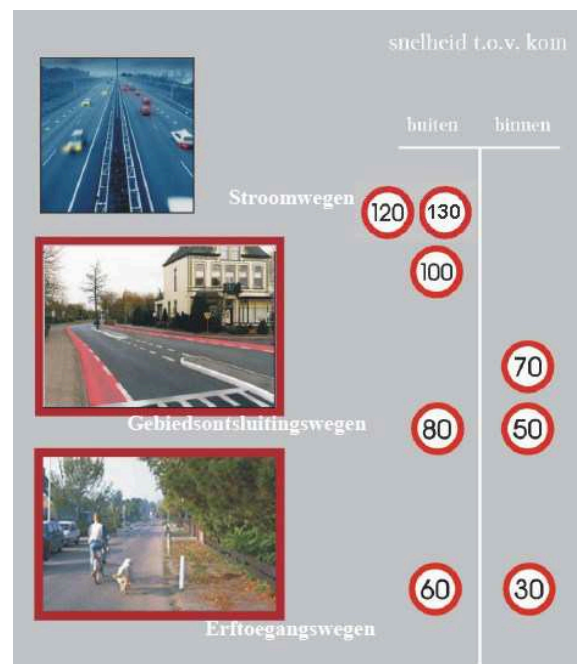 snelheid t.o.v. kom
buiten binnen
Stroomwegen
120 130
100
70
Gebiedsontsluitingswegen
80 50
60 30
Erftoegangswegen